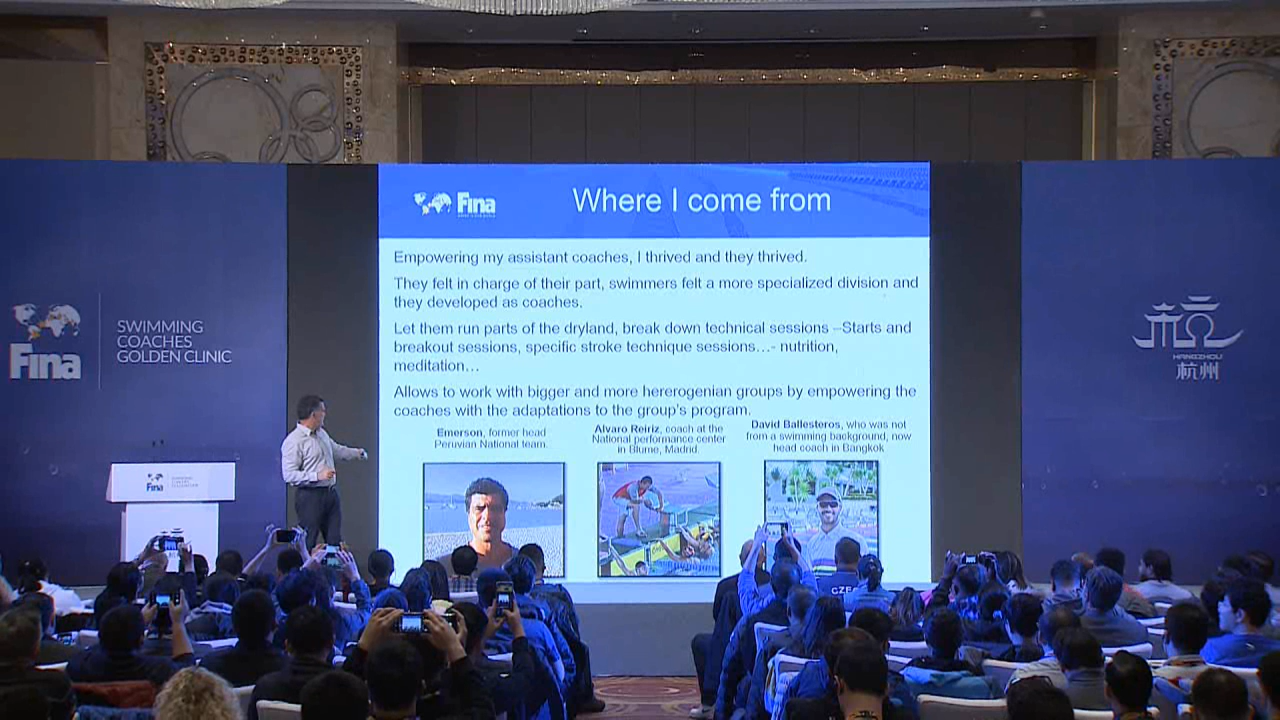 Fina
Where I come from
Empowering my assistant coaches, I thrived and they thrived.
They felt in charge of their part, swimmers felt a more specialized division and
they developed as coaches.
Let them run parts of the dryland, break down technical sessions –Starts and
breakout sessions, specific stroke technique sessions…- nutrition,
meditation…
Allows to work with bigger and more hererogenian groups by empowering the
coaches with the adaptations to the group's program.
Emerson, former head
Peruvian National team.
Alvaro Reiriz, coach at the
National performance center
in Blume, Madrid.
David Ballesteros, who was not
from a swimming background, now
head coach in Bangkok
Fina
SWIMMING
COACHES
GOLDEN CLINIC
HANGZHOU
杭州
Fina
CZE